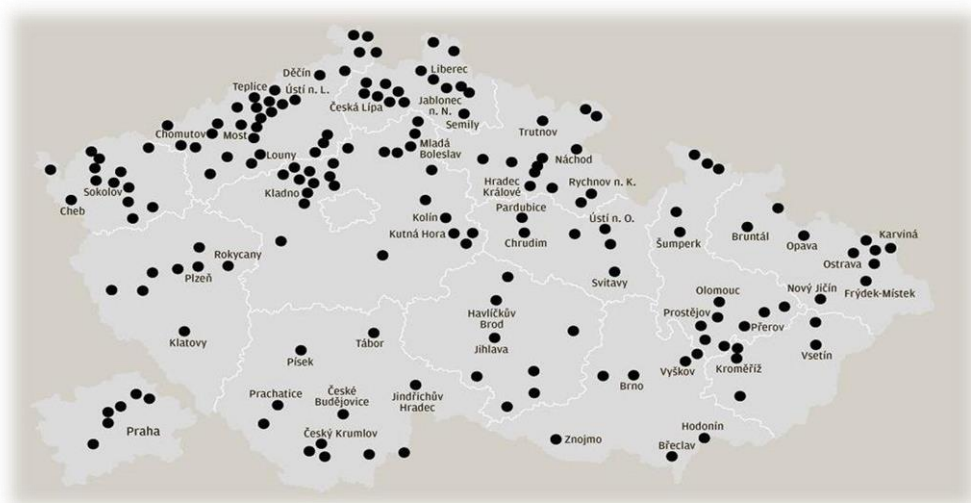 Děčín
Liberec
Teplice
Ústí n. L.
Česká Lípa
Jablonec
n. N.
Semily
Trutnov
Chomutov
Most
Mladá
Boleslav
Louny
Náchod
Sokolov
Kladno
Hradec
Králové
Rychnov n. K.
Cheb
Kolín
Pardubice
Ústí n. O.
Kutná Hora
Chrudim
Šumperk
Bruntál
Opava
Karviná
Rokycany
Plzeň
Ostrava
Svitavy
Frýdek-Místek
Olomouc
Nový Jičín
Havlíčkův
Brod
Prostějov
Přerov
Klatovy
Tábor
Jihlava
Písek
Vyškov
Kroměříž
Vsetín
Prachatice
České
Budějovice
Jindřichův
Hradec
Brno
Praha
Český Krumlov
Znojmo
Hodonín
Břeclav